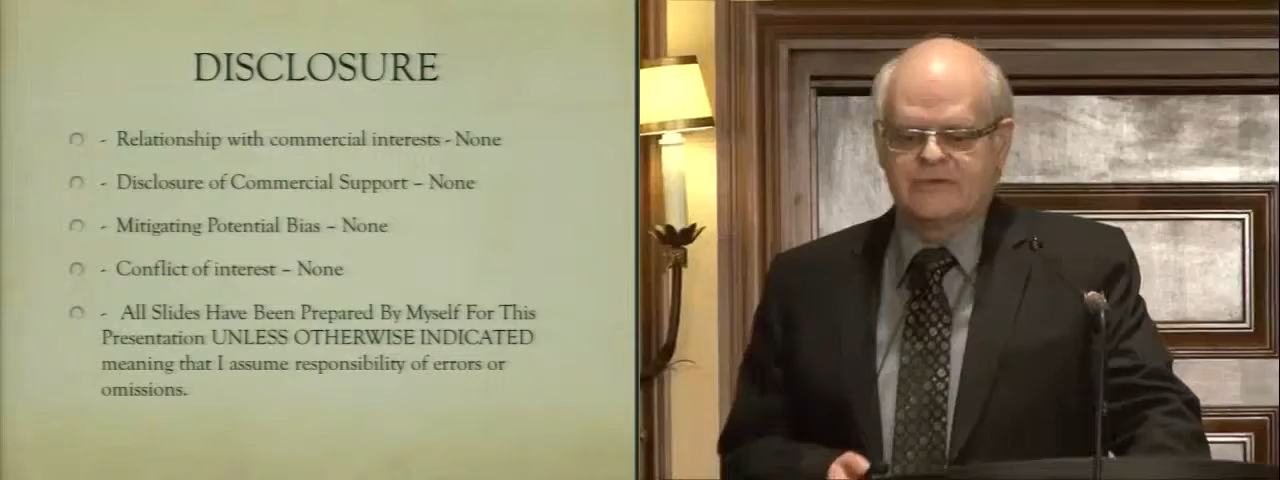 DISCLOSURE
- Relationship with commercial interests - None
- Disclosure of Commercial Support – None
- Mitigating Potential Bias – None
- Conflict of interest – None
- All Slides Have Been Prepared By Myself For This
Presentation UNLESS OTHERWISE INDICATED
meaning that I assume responsibility of errors or
omissions.